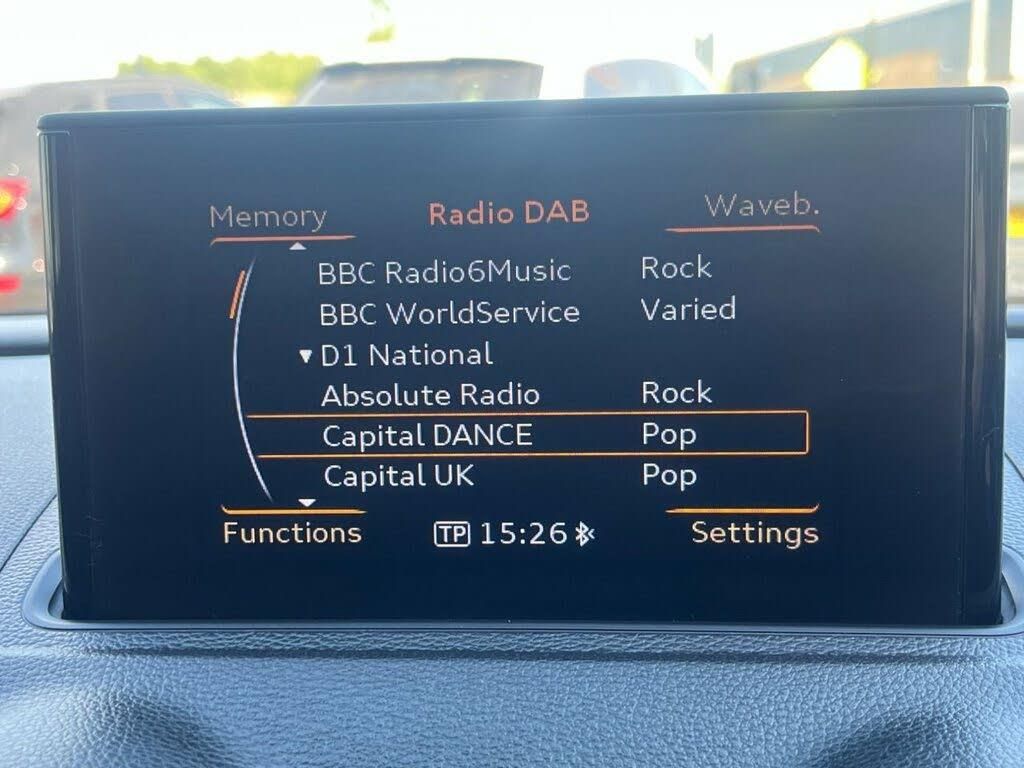 Memory Radio DAB Waveb.
BBC Radio6Music Rock
BBC WorldService Varied
D1 National
Absolute Radio Rock
Capital DANCE Pop
Capital UK Pop
Functions TP 15:26 Settings